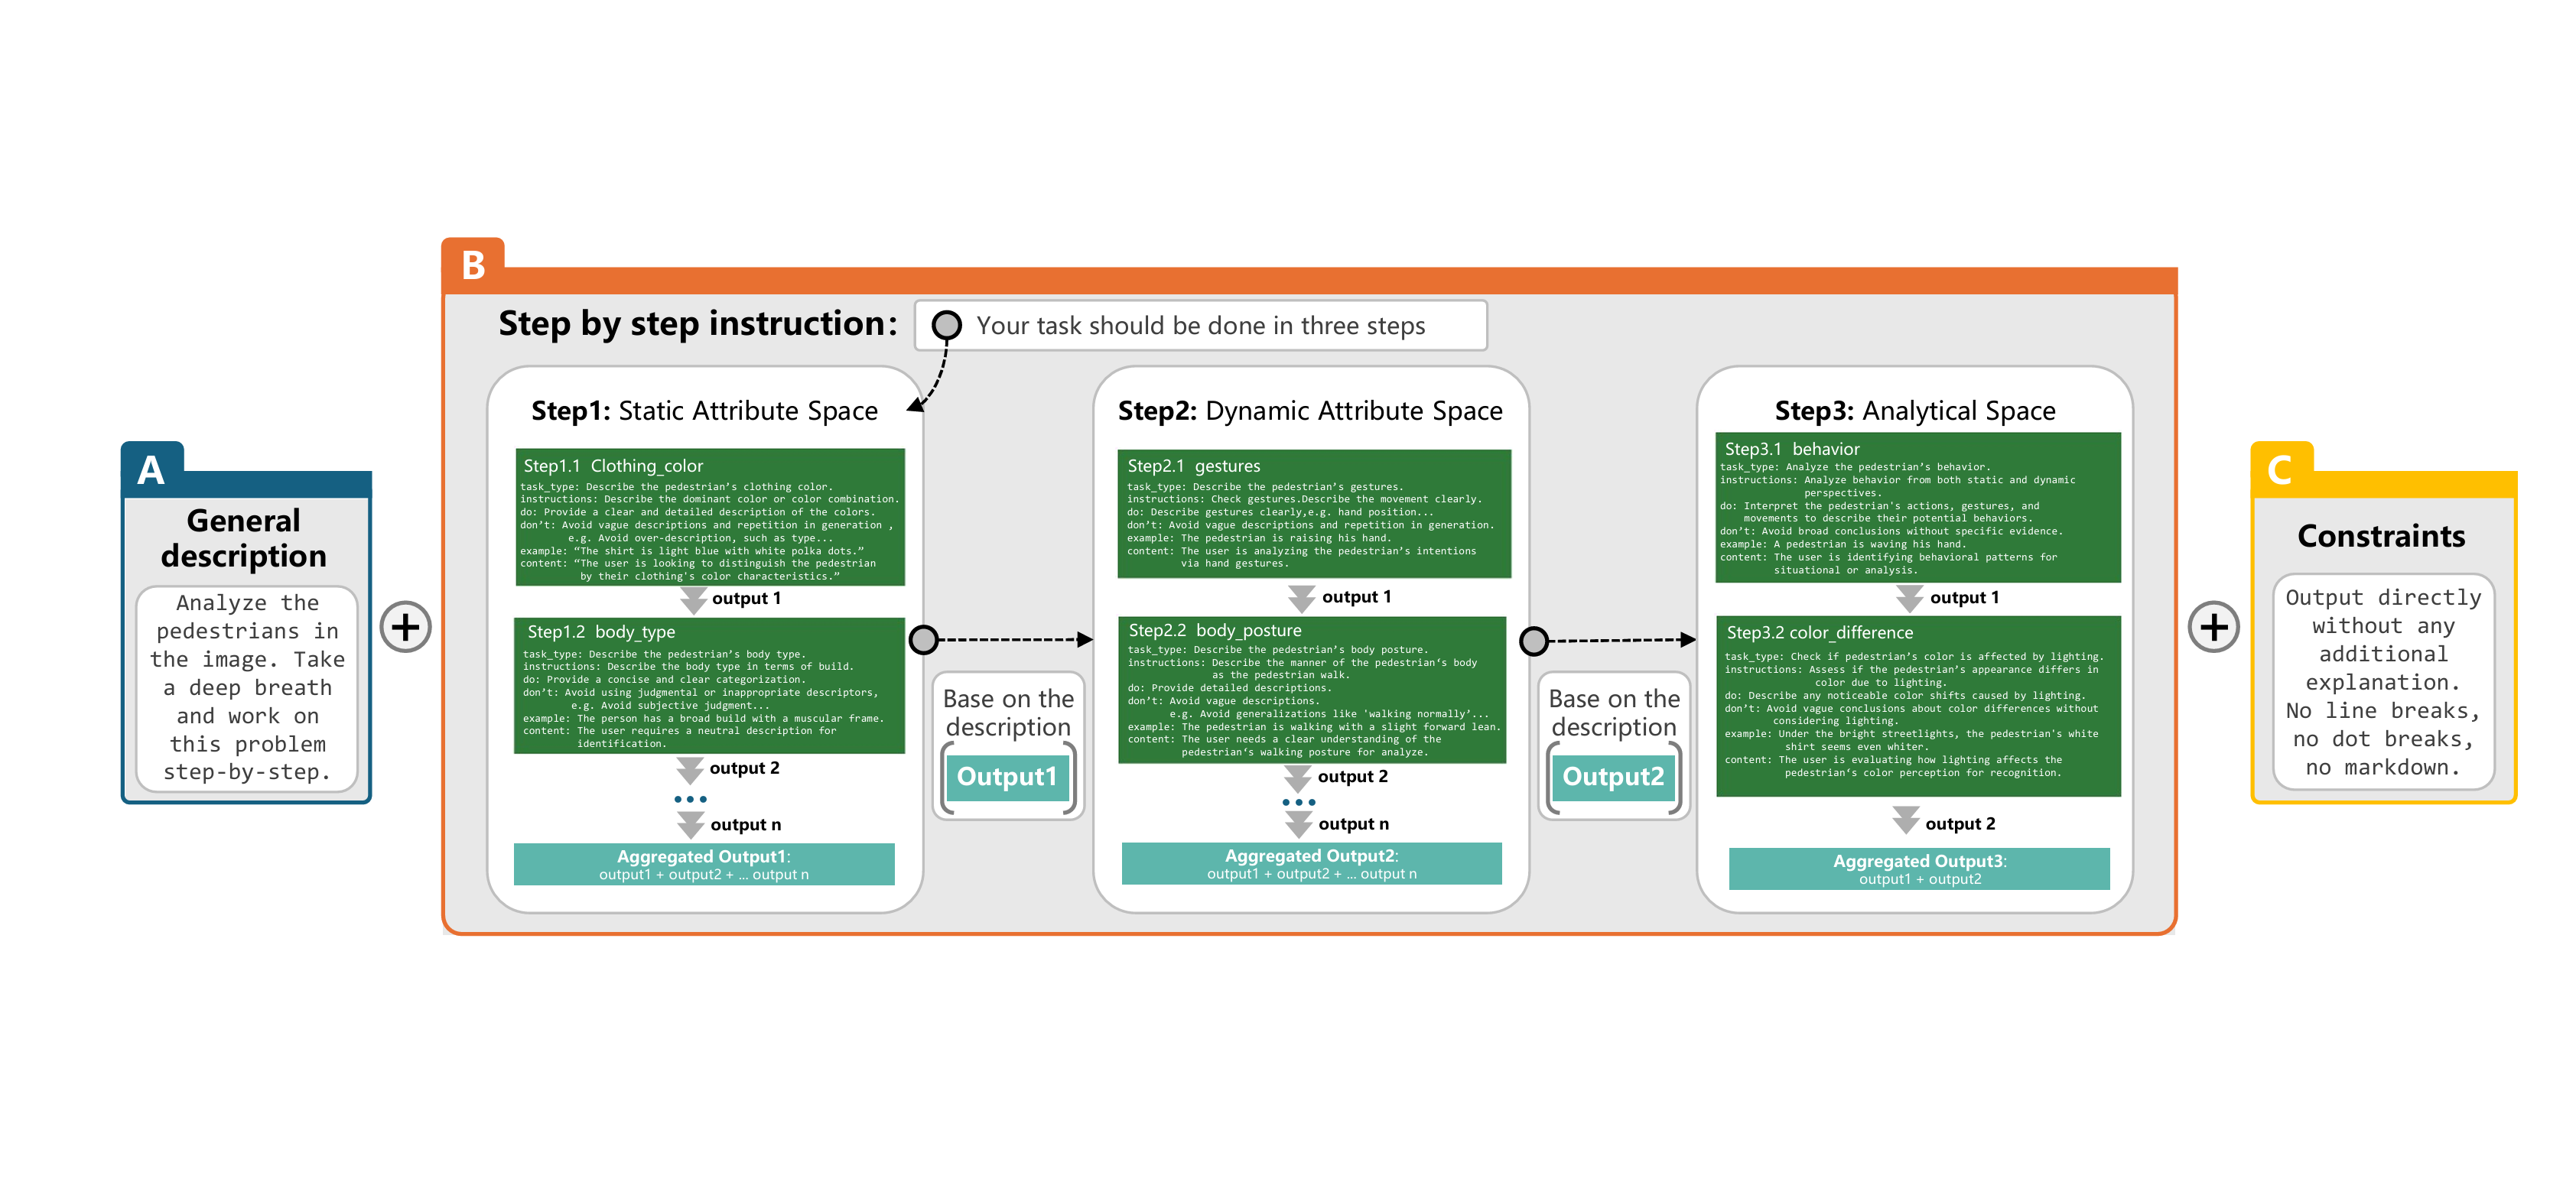 A
General
description
Analyze the
pedestrians in
the image. Take
a deep breath
and work on
this problem
step-by-step.
+
B
Step by step instruction:
Your task should be done in three steps
Step1: Static Attribute Space
Step1.1 Clothing_color
task_type: Describe the pedestrian’s clothing color.
instructions: Describe the dominant color or color combination.
do: Provide a clear and detailed description of the colors.
don’t: Avoid vague descriptions and repetition in generation ,
e.g. Avoid over-description, such as type...
example: “The shirt is light blue with white polka dots.”
content: “The user is looking to distinguish the pedestrian
by their clothing's color characteristics.”
output 1
Step1.2 body_type
task_type: Describe the pedestrian’s body type.
instructions: Describe the body type in terms of build.
do: Provide a concise and clear categorization.
don’t: Avoid using judgmental or inappropriate descriptors,
e.g. Avoid subjective judgment...
example: The person has a broad build with a muscular frame.
content: The user requires a neutral description for
identification.
output 2
...
output n
Aggregated Output1:
output1 + output2 + ... output n
Base on the
description
[Output1]
Step2: Dynamic Attribute Space
Step2.1 gestures
task_type: Describe the pedestrian’s gestures.
instructions: Check gestures.Describe the movement clearly.
do: Describe gestures clearly,e.g. hand position...
don’t: Avoid vague descriptions and repetition in generation.
example: The pedestrian is raising his hand.
content: The user is analyzing the pedestrian’s intentions
via hand gestures.
output 1
Step2.2 body_posture
task_type: Describe the pedestrian’s body posture.
instructions: Describe the manner of the pedestrian‘s body
as the pedestrian walk.
do: Provide detailed descriptions.
don’t: Avoid vague descriptions.
e.g. Avoid generalizations like 'walking normally’...
example: The pedestrian is walking with a slight forward lean.
content: The user needs a clear understanding of the
pedestrian‘s walking posture for analyze.
output 2
...
output n
Aggregated Output2:
output1 + output2 + ... output n
Base on the
description
[Output2]
Step3: Analytical Space
Step3.1 behavior
task_type: Analyze the pedestrian’s behavior.
instructions: Analyze behavior from both static and dynamic
perspectives.
do: Interpret the pedestrian's actions, gestures, and
movements to describe their potential behaviors.
don’t: Avoid broad conclusions without specific evidence.
example: A pedestrian is waving his hand.
content: The user is identifying behavioral patterns for
situational or analysis.
output 1
Step3.2 color_difference
task_type: Check if pedestrian’s color is affected by lighting.
instructions: Assess if the pedestrian’s appearance differs in
color due to lighting.
do: Describe any noticeable color shifts caused by lighting.
don’t: Avoid vague conclusions about color differences without
considering lighting.
example: Under the bright streetlights, the pedestrian's white
shirt seems even whiter.
content: The user is evaluating how lighting affects the
pedestrian’s color perception for recognition.
output 2
Aggregated Output3:
output1 + output2
+
C
Constraints
Output directly
without any
additional
explanation.
No line breaks,
no dot breaks,
no markdown.